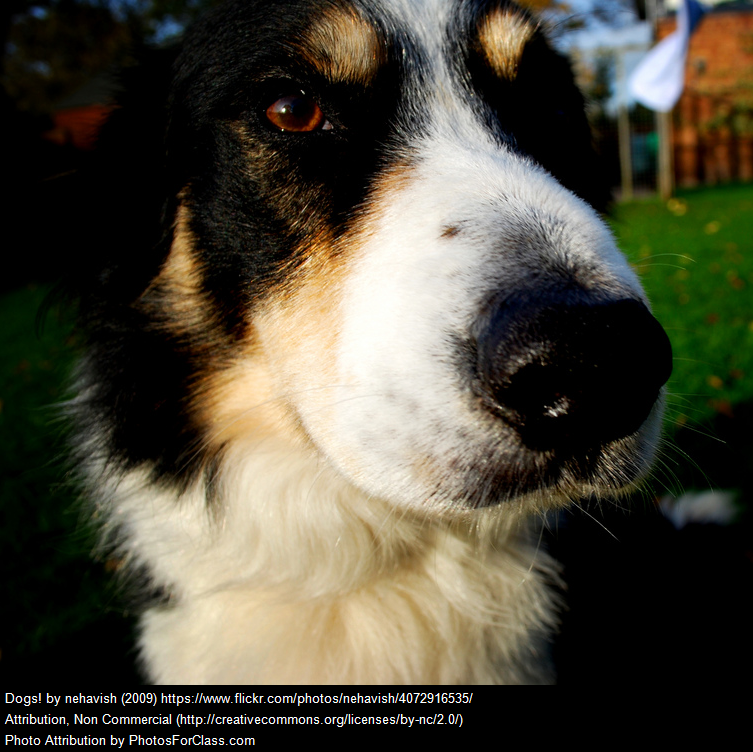 Dogs! by nehavish (2009) https://www.flickr.com/photos/nehavish/4072916535/
Attribution, Non Commercial (http://creativecommons.org/licenses/by-nc/2.0/)
Photo Attribution by PhotosForClass.com